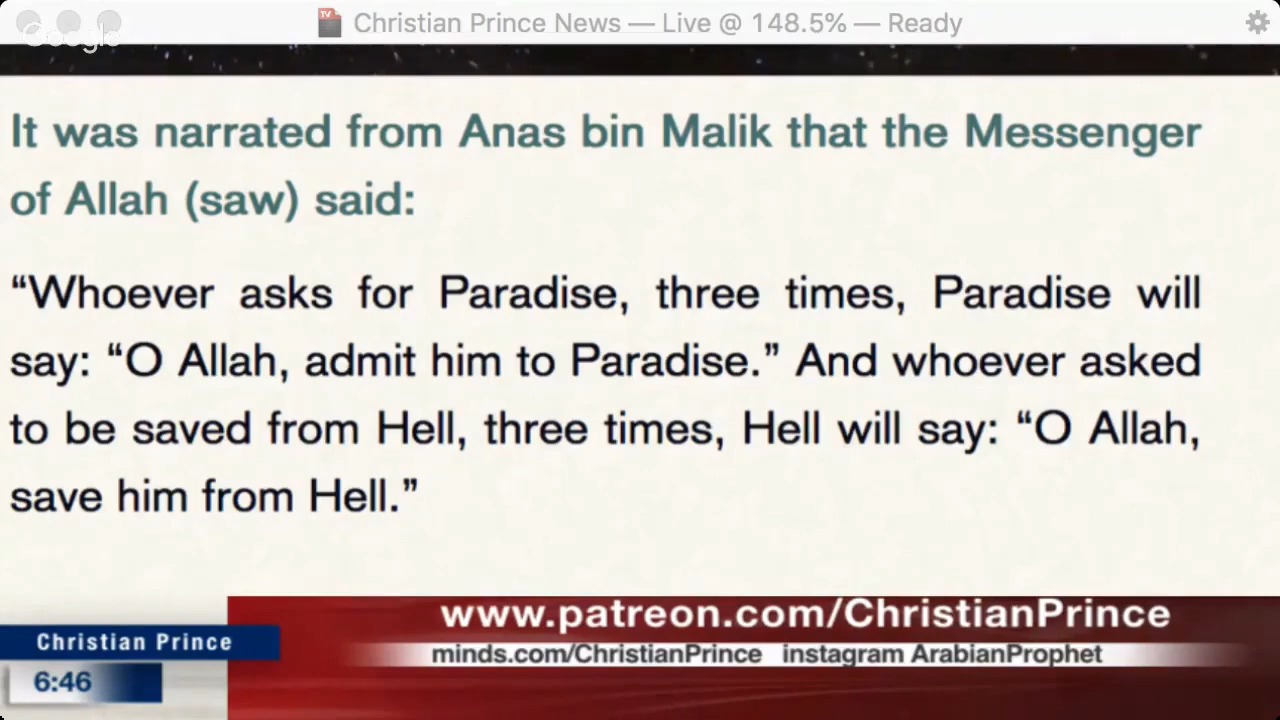 TV
Christian Prince News — Live @ 148.5% — Ready
Google
It was narrated from Anas bin Malik that the Messenger
of Allah (saw) said:
“Whoever asks for Paradise, three times, Paradise will
say: “O Allah, admit him to Paradise.” And whoever asked
to be saved from Hell, three times, Hell will say: “O Allah,
save him from Hell.”
www.patreon.com/ChristianPrince
Christian Prince
minds.com/ChristianPrince instagram ArabianProphet
6:46